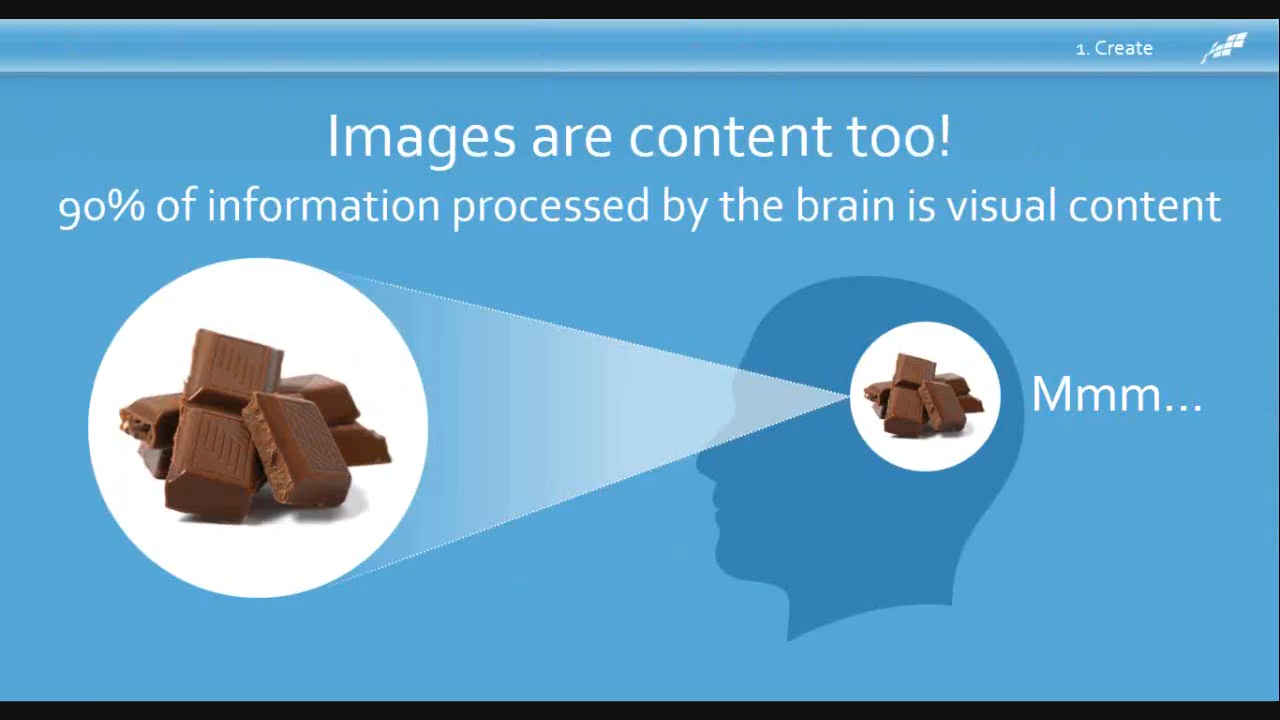 1. Create
Images are content too!
90% of information processed by the brain is visual content
Mmm...